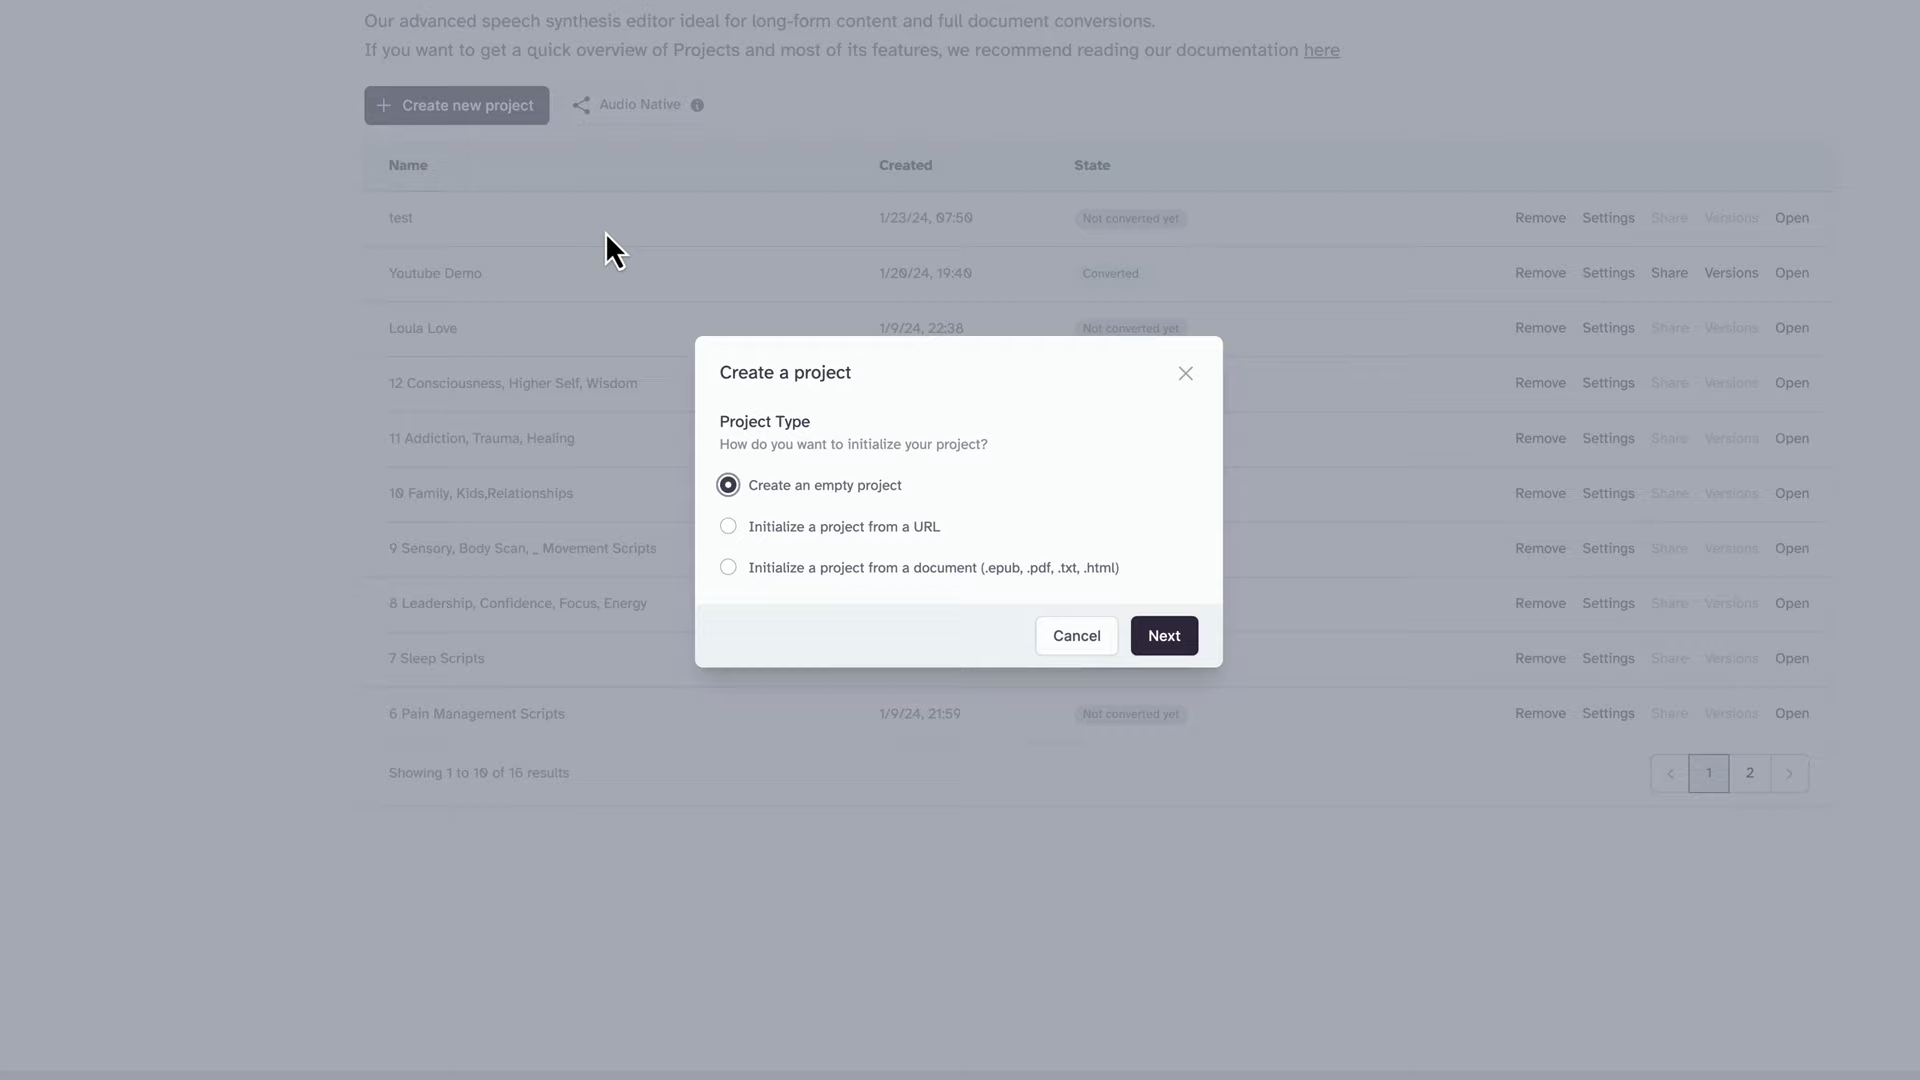 Our advanced speech synthesis editor ideal for long-form content and full document conversions.
If you want to get a quick overview of Projects and most of its features, we recommend reading our documentation here
Create new project
Audio Native
Name Created State
test 1/23/24, 07:50 Not converted yet Remove Settings Share Versions Open
Youtube Demo 1/20/24, 19:40 Converted Remove Settings Share Versions Open
Loula Love 1/9/24, 22:38 Not converted yet Remove Settings Share Versions Open
12 Consciousness, Higher Self, Wisdom Remove Settings Share Versions Open
11 Addiction, Trauma, Healing Remove Settings Share Versions Open
10 Family, Kids,Relationships Remove Settings Share Versions Open
9 Sensory, Body Scan, _ Movement Scripts Remove Settings Share Versions Open
8 Leadership, Confidence, Focus, Energy Remove Settings Share Versions Open
7 Sleep Scripts Remove Settings Share Versions Open
6 Pain Management Scripts 1/9/24, 21:59 Not converted yet Remove Settings Share Versions Open
Showing 1 to 10 of 16 results
1 2
Create a project
Project Type
How do you want to initialize your project?
Create an empty project
Initialize a project from a URL
Initialize a project from a document (.epub, .pdf, .txt, .html)
Cancel Next